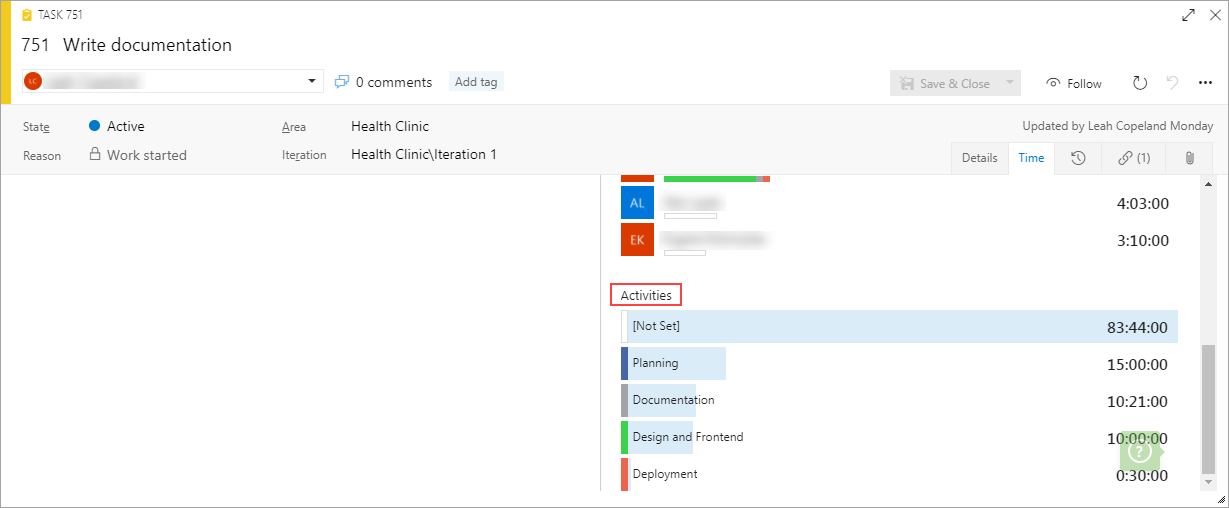 TASK 751
751 Write documentation
LC
0 comments
Add tag
Save & Close
Follow
State
Active
Area
Health Clinic
Updated by Leah Copeland Monday
Reason
Work started
Iteration
Health Clinic\Iteration 1
Details
Time
(1)
AL
4:03:00
EK
3:10:00
Activities
[Not Set] 83:44:00
Planning 15:00:00
Documentation 10:21:00
Design and Frontend 10:00:00
Deployment 0:30:00